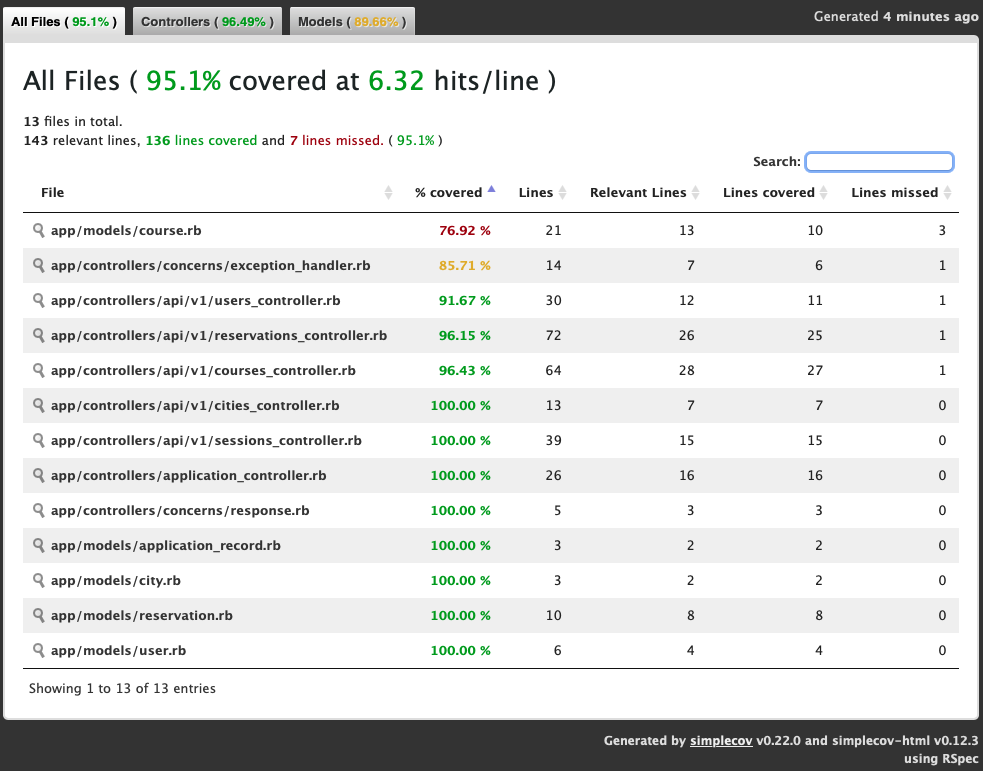 All Files ( 95.1% ) Controllers ( 96.49% ) Models ( 89.66% ) Generated 4 minutes ago
All Files ( 95.1% covered at 6.32 hits/line )
13 files in total.
143 relevant lines, 136 lines covered and 7 lines missed. ( 95.1% )
Search:
File % covered Lines Relevant Lines Lines covered Lines missed
app/models/course.rb 76.92 % 21 13 10 3
app/controllers/concerns/exception_handler.rb 85.71 % 14 7 6 1
app/controllers/api/v1/users_controller.rb 91.67 % 30 12 11 1
app/controllers/api/v1/reservations_controller.rb 96.15 % 72 26 25 1
app/controllers/api/v1/courses_controller.rb 96.43 % 64 28 27 1
app/controllers/api/v1/cities_controller.rb 100.00 % 13 7 7 0
app/controllers/api/v1/sessions_controller.rb 100.00 % 39 15 15 0
app/controllers/application_controller.rb 100.00 % 26 16 16 0
app/controllers/concerns/response.rb 100.00 % 5 3 3 0
app/models/application_record.rb 100.00 % 3 2 2 0
app/models/city.rb 100.00 % 3 2 2 0
app/models/reservation.rb 100.00 % 10 8 8 0
app/models/user.rb 100.00 % 6 4 4 0
Showing 1 to 13 of 13 entries
Generated by simplecov v0.22.0 and simplecov-html v0.12.3
using RSpec